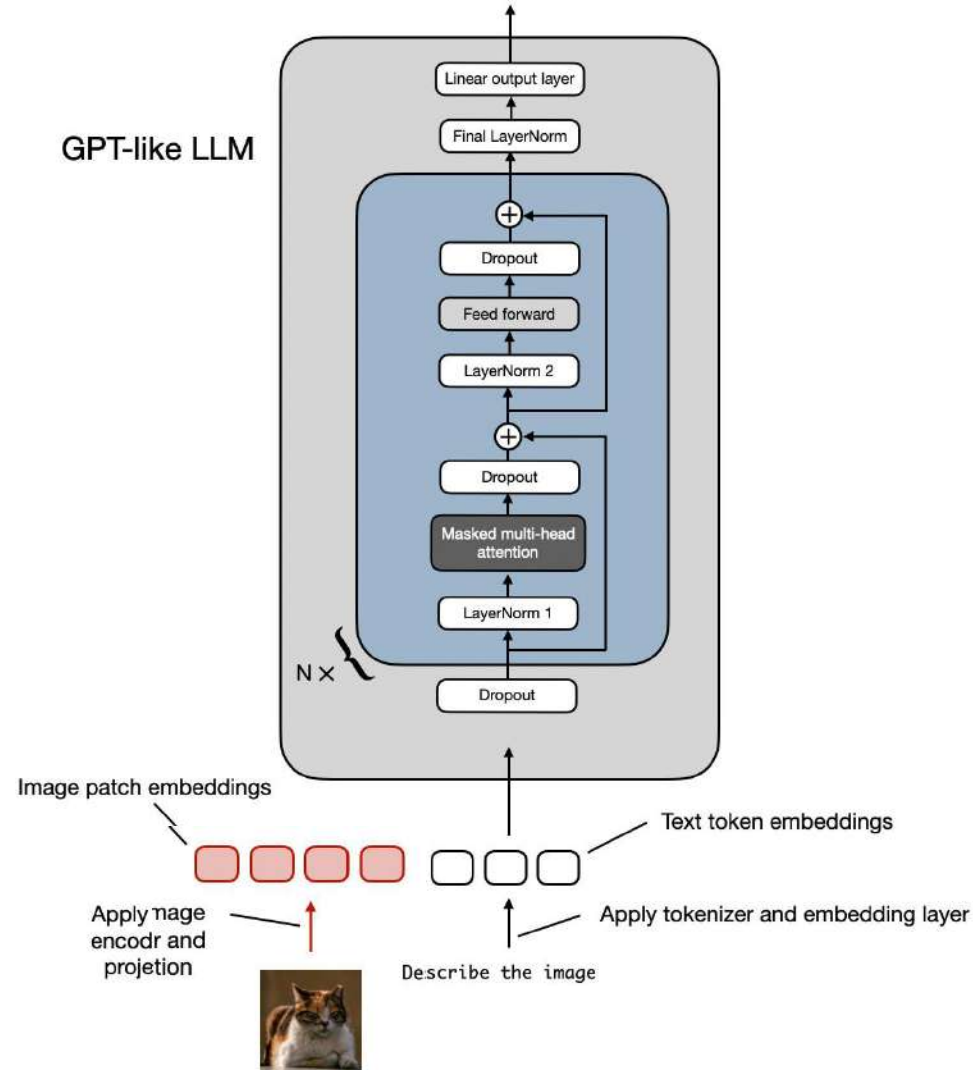 Linear output layer
Final LayerNorm
GPT-like LLM
Dropout
Feed forward
LayerNorm 2
Dropout
Masked multi-head
attention
LayerNorm 1
N ×
Dropout
Image patch embeddings
Text token embeddings
Apply mage
encodr and
projetion
Apply tokenizer and embedding layer
Describe the image